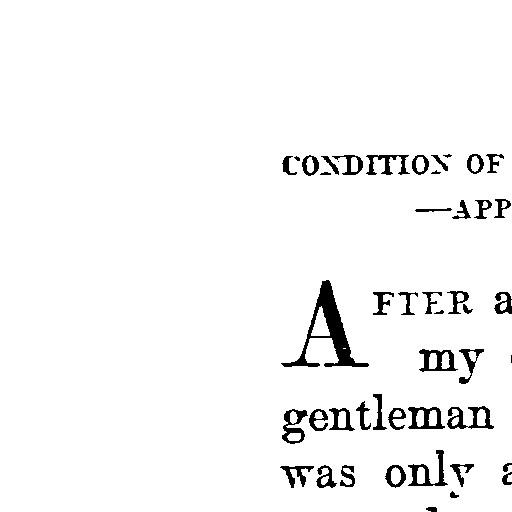 CONDITION OF
—APP
AFTER a
my
gentleman
was only a